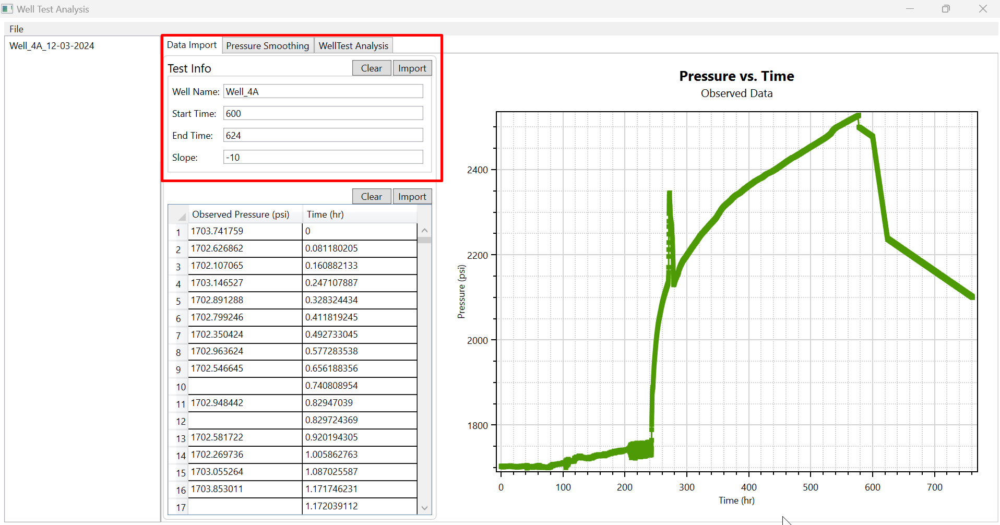 Well Test Analysis
File
Well_4A_12-03-2024
Data Import Pressure Smoothing WellTest Analysis
Test Info Clear Import
Well Name: Well_4A
Start Time: 600
End Time: 624
Slope: -10
Clear Import
Observed Pressure (psi) Time (hr)
1 1703.741759 0
2 1702.626862 0.081180205
3 1702.107065 0.160882133
4 1703.146527 0.247107887
5 1702.891288 0.328324434
6 1702.799246 0.411819245
7 1702.350424 0.492733045
8 1702.963624 0.577283538
9 1702.546645 0.656188356
10 0.740808954
11 1702.948442 0.82947039
12 0.829724369
13 1702.581722 0.920194305
14 1702.269736 1.005862763
15 1703.055264 1.087025587
16 1703.853011 1.171746231
17 1.172039112
Pressure vs. Time
Observed Data
Pressure (psi)
2400
2200
2000
1800
0 100 200 300 400 500 600 700
Time (hr)